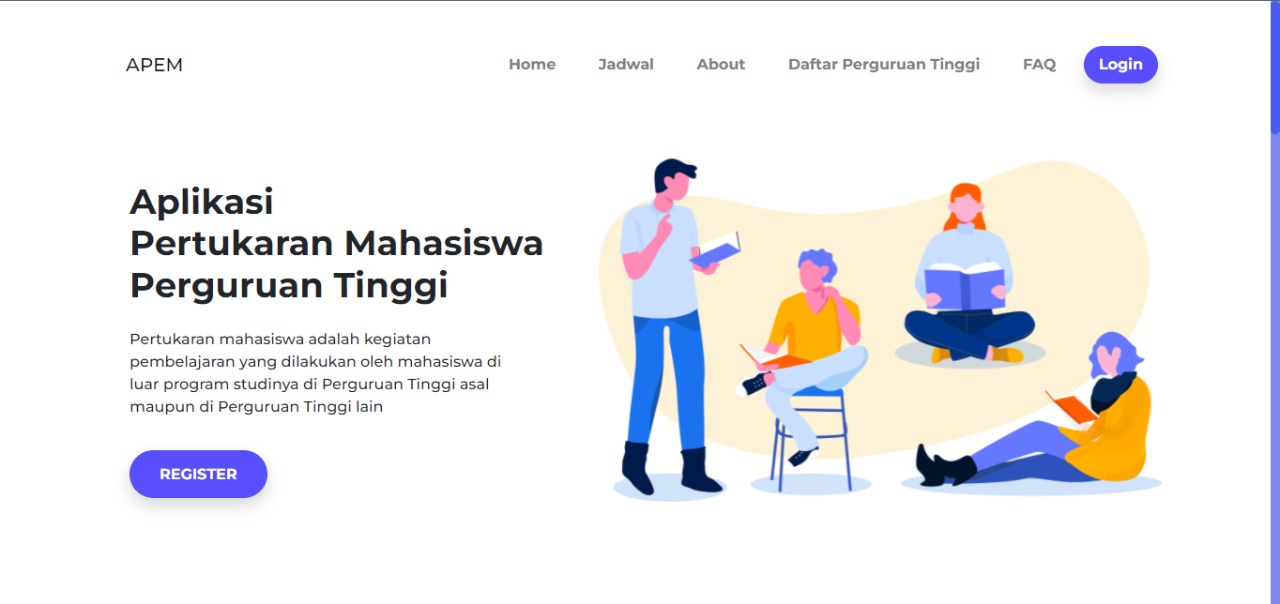 APEM
Home
Jadwal
About
Daftar Perguruan Tinggi
FAQ
Login
Aplikasi
Pertukaran Mahasiswa
Perguruan Tinggi
Pertukaran mahasiswa adalah kegiatan
pembelajaran yang dilakukan oleh mahasiswa di
luar program studinya di Perguruan Tinggi asal
maupun di Perguruan Tinggi lain
REGISTER